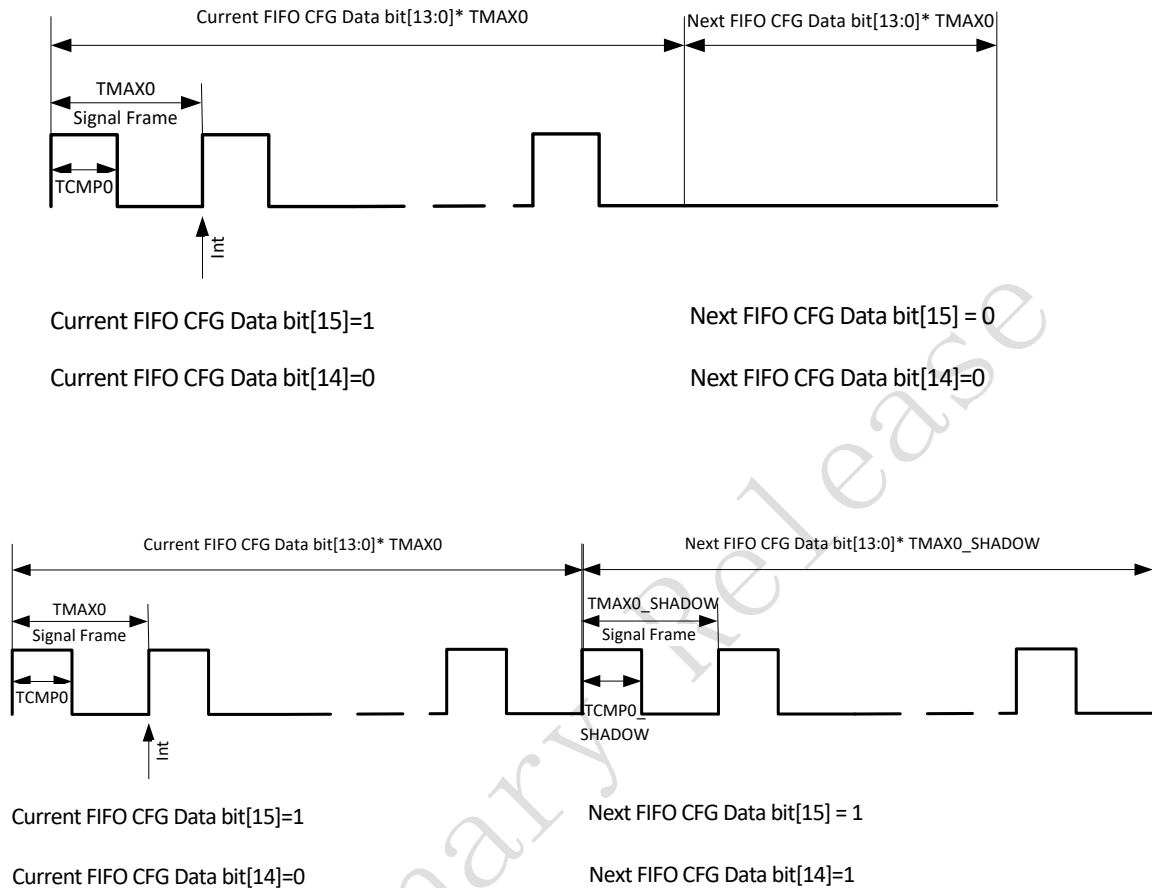 Current FIFO CFG Data bit[13:0]* TMAX0
Next FIFO CFG Data bit[13:0]* TMAX0
TMAX0
Signal Frame
TCMP0
Int
Current FIFO CFG Data bit[15]=1
Next FIFO CFG Data bit[15] = 0
Current FIFO CFG Data bit[14]=0
Next FIFO CFG Data bit[14]=0
Current FIFO CFG Data bit[13:0]* TMAX0
Next FIFO CFG Data bit[13:0]* TMAX0_SHADOW
TMAX0
Signal Frame
TMAX0_SHADOW
Signal Frame
TCMP0
TCMP0_
SHADOW
Int
Current FIFO CFG Data bit[15]=1
Next FIFO CFG Data bit[15] = 1
Current FIFO CFG Data bit[14]=0
Next FIFO CFG Data bit[14]=1
nary Release